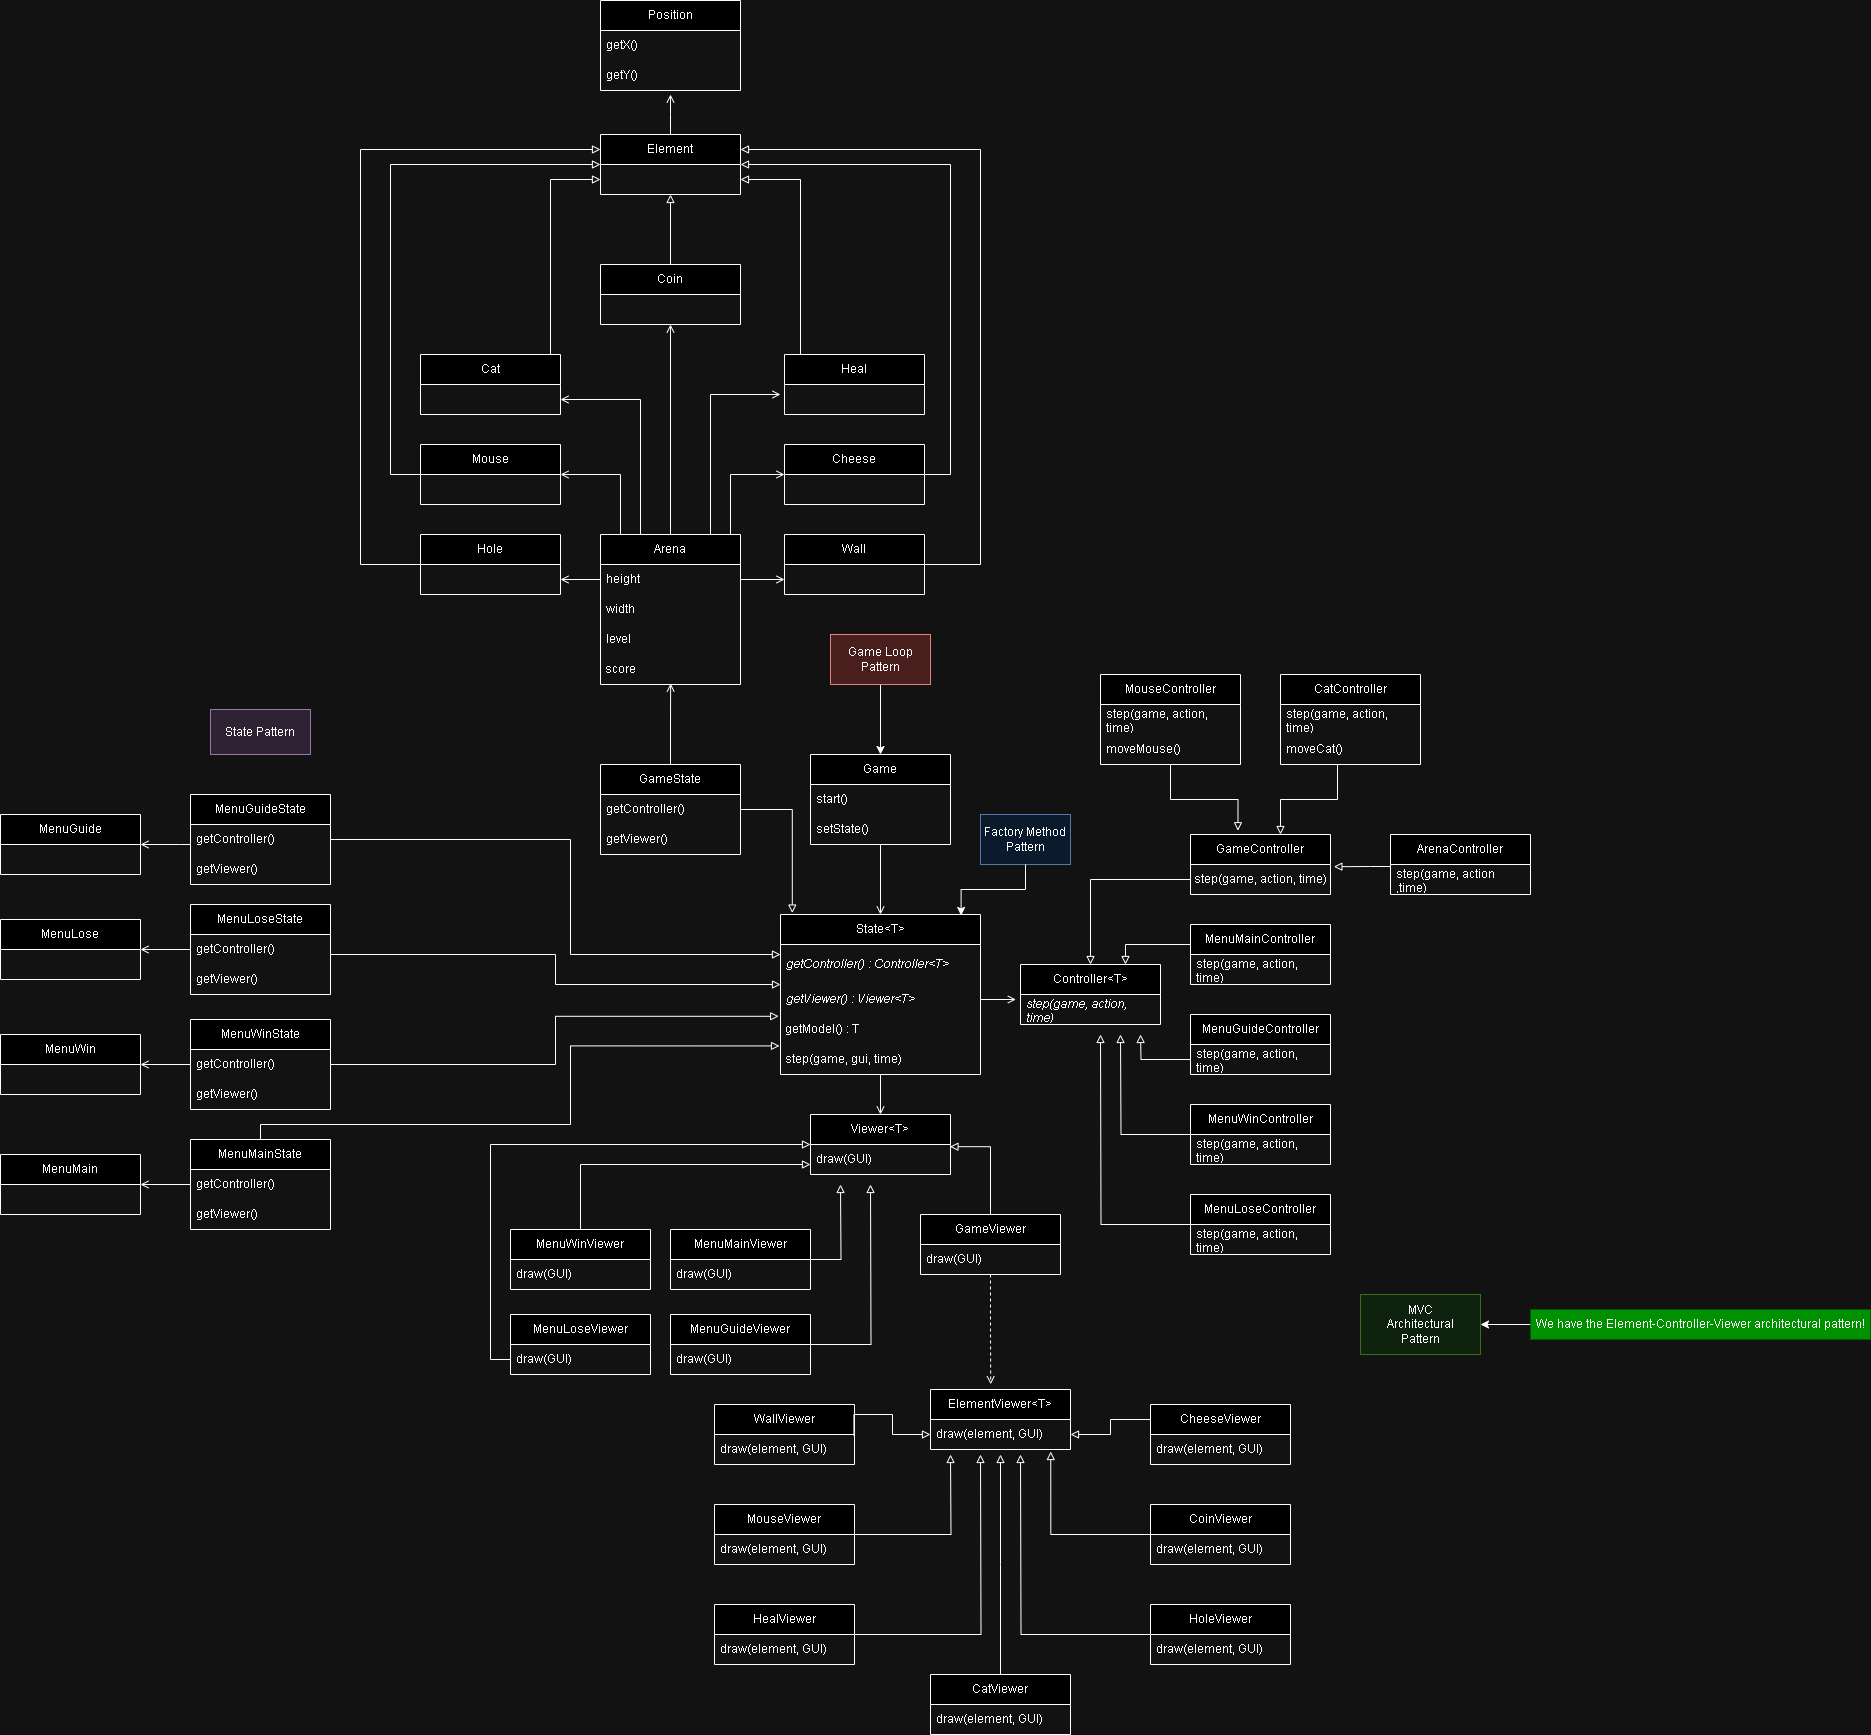 Position
getX()
getY()
Element
Coin
Cat
Heal
Mouse
Cheese
Hole
Arena
height
width
level
score
Wall
Game Loop
Pattern
State Pattern
MouseController
step(game, action,
time)
moveMouse()
CatController
step(game, action,
time)
moveCat()
GameState
getController()
getViewer()
Game
start()
setState()
Factory Method
Pattern
GameController
step(game, action, time)
ArenaController
step(game, action
,time)
MenuGuide
MenuGuideState
getController()
getViewer()
MenuLose
MenuLoseState
getController()
getViewer()
State<T>
getController() : Controller<T>
getViewer() : Viewer<T>
getModel() : T
step(game, gui, time)
Controller<T>
step(game, action,
time)
MenuMainController
step(game, action,
time)
MenuGuideController
step(game, action,
time)
MenuWinController
step(game, action,
time)
MenuLoseController
step(game, action,
time)
MenuWin
MenuWinState
getController()
getViewer()
MenuMain
MenuMainState
getController()
getViewer()
Viewer<T>
draw(GUI)
MenuWinViewer
draw(GUI)
MenuMainViewer
draw(GUI)
GameViewer
draw(GUI)
MenuLoseViewer
draw(GUI)
MenuGuideViewer
draw(GUI)
MVC
Architectural
Pattern
We have the Element-Controller-Viewer architectural pattern!
ElementViewer<T>
draw(element, GUI)
WallViewer
draw(element, GUI)
CheeseViewer
draw(element, GUI)
MouseViewer
draw(element, GUI)
CoinViewer
draw(element, GUI)
HealViewer
draw(element, GUI)
HoleViewer
draw(element, GUI)
CatViewer
draw(element, GUI)